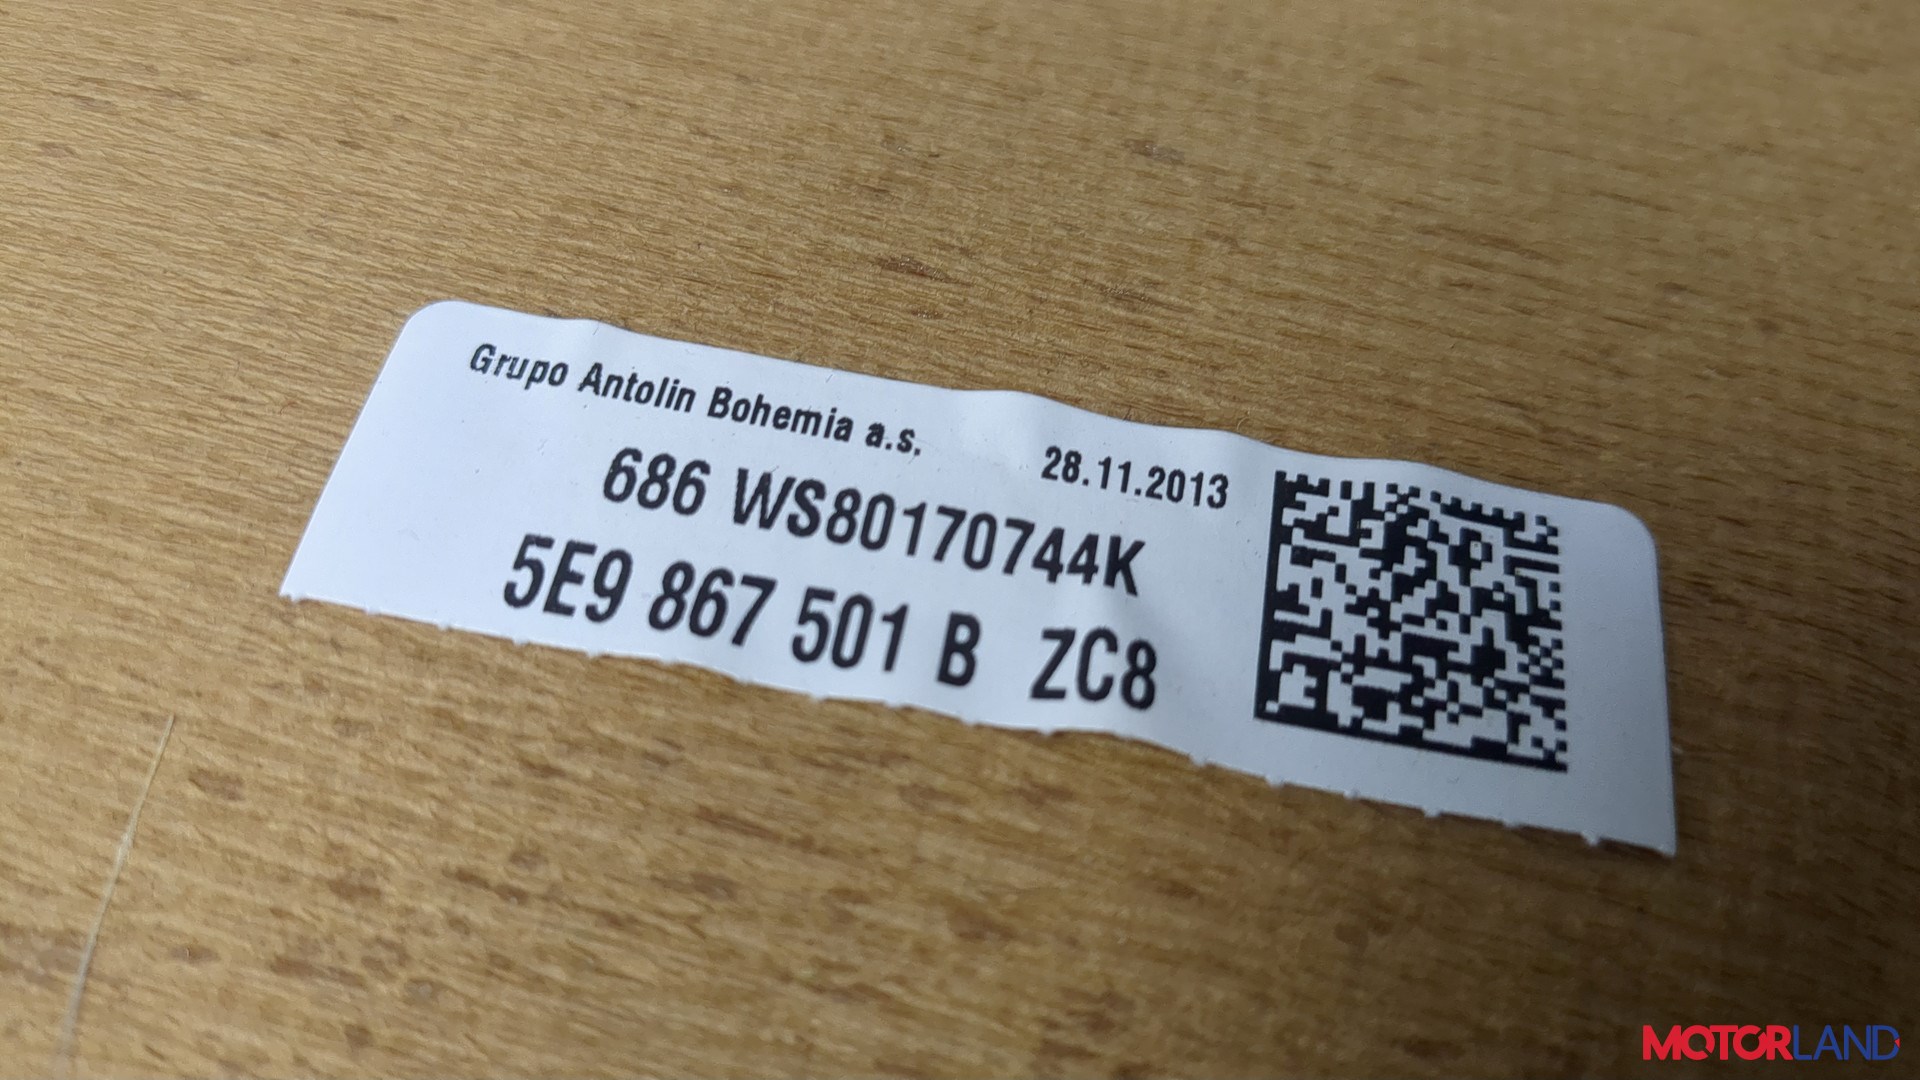 Grupo Antolin Bohemia a.s. 28.11.2013
686 WS80170744K
5E9 867 501 B ZC8
MOTORLAND